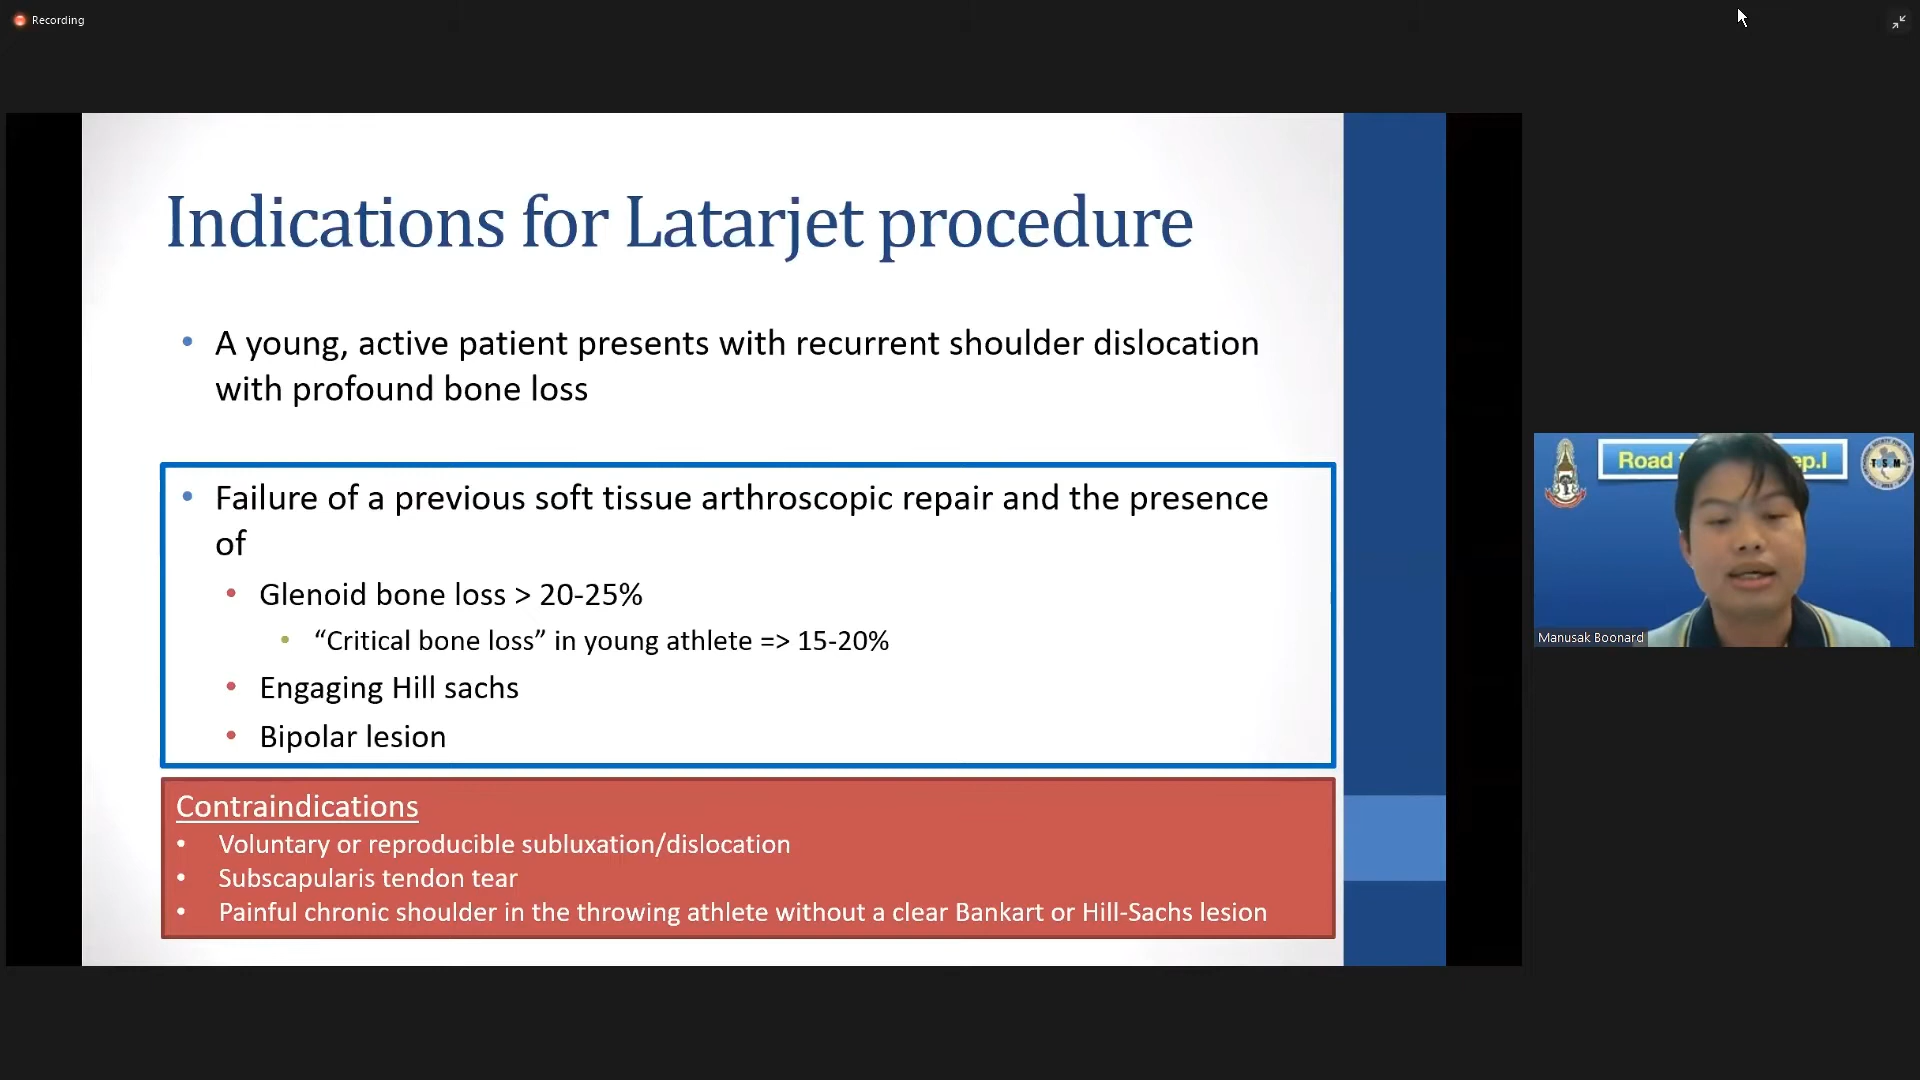 Recording
Indications for Latarjet procedure
• A young, active patient presents with recurrent shoulder dislocation
with profound bone loss
• Failure of a previous soft tissue arthroscopic repair and the presence
of
• Glenoid bone loss > 20-25%
• “Critical bone loss” in young athlete => 15-20%
• Engaging Hill sachs
• Bipolar lesion
Contraindications
• Voluntary or reproducible subluxation/dislocation
• Subscapularis tendon tear
• Painful chronic shoulder in the throwing athlete without a clear Bankart or Hill-Sachs lesion
Road ep.I
Manusak Boonard